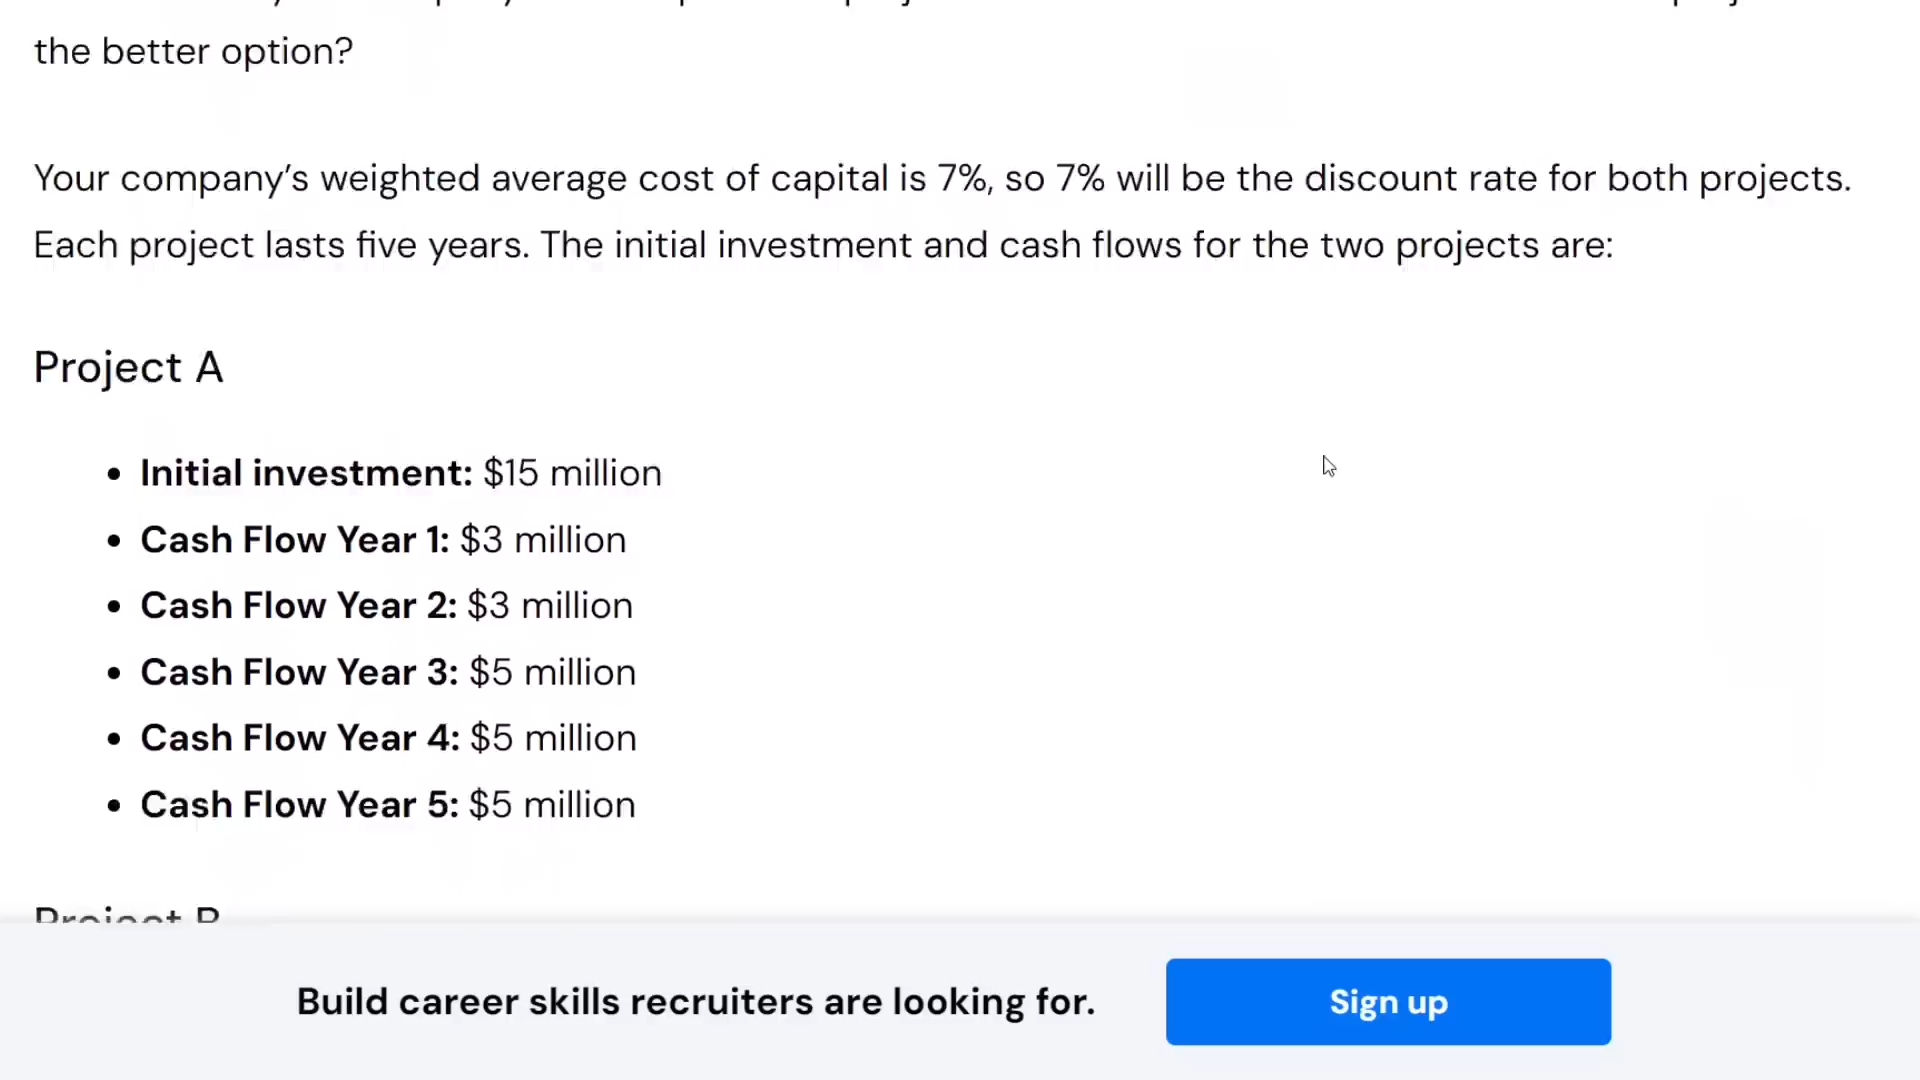 the better option?
Your company’s weighted average cost of capital is 7%, so 7% will be the discount rate for both projects.
Each project lasts five years. The initial investment and cash flows for the two projects are:
Project A
• Initial investment: $15 million
• Cash Flow Year 1: $3 million
• Cash Flow Year 2: $3 million
• Cash Flow Year 3: $5 million
• Cash Flow Year 4: $5 million
• Cash Flow Year 5: $5 million
Project B
Build career skills recruiters are looking for.
Sign up